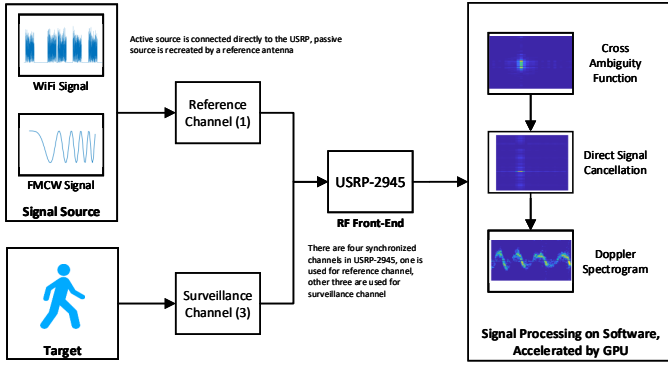 Active source is connected directly to the USRP, passive
source is recreated by a reference antenna
WiFi Signal
FMCW Signal
Signal Source
Reference
Channel (1)
Target
Surveillance
Channel (3)
USRP-2945
RF Front-End
There are four synchronized
channels in USRP-2945, one is
used for reference channel,
other three are used for
surveillance channel
Cross
Ambiguity
Function
Direct Signal
Cancellation
Doppler
Spectrogram
Signal Processing on Software,
Accelerated by GPU